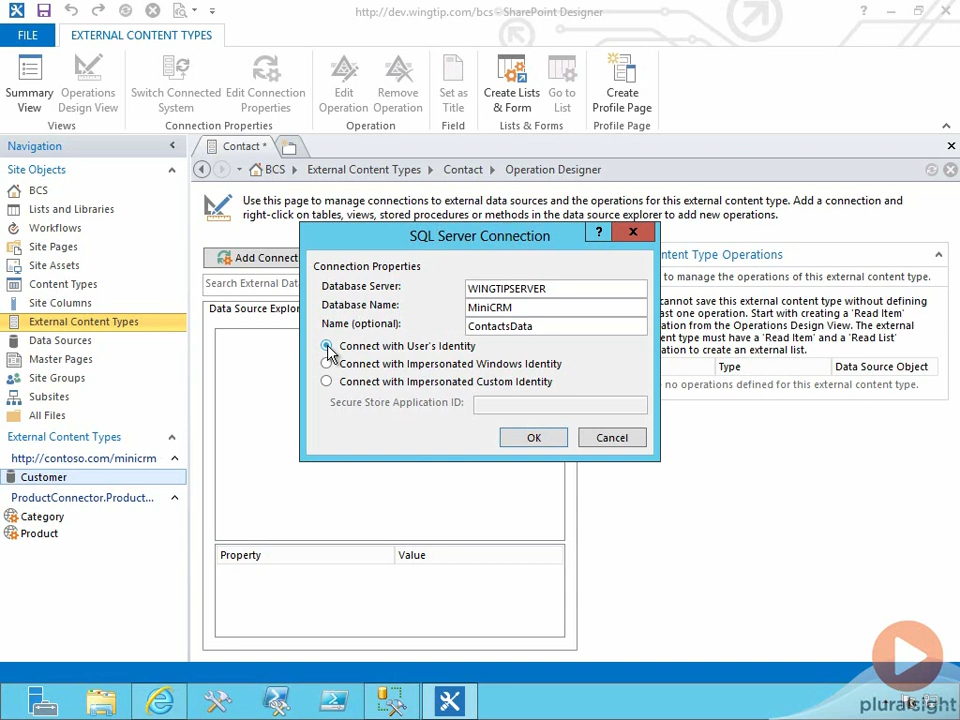 http://dev.wingtip.com/bcs - SharePoint Designer
FILE
EXTERNAL CONTENT TYPES
Summary View
Operations Design View
Switch Connected System
Edit Connection Properties
Edit Operation
Remove Operation
Set as Title
Create Lists & Form
Go to List
Create Profile Page
Views
Connection Properties
Operation
Field
Lists & Forms
Profile Page
Navigation
Contact *
Site Objects
BCS
External Content Types
Contact
Operation Designer
BCS
Lists and Libraries
Workflows
Site Pages
Site Assets
Content Types
Site Columns
External Content Types
Data Sources
Master Pages
Site Groups
Subsites
All Files
External Content Types
http://contoso.com/minicrm
Customer
ProductConnector.Product...
Category
Product
Use this page to manage connections to external data sources and the operations for this external content type. Add a connection and
right-click on tables, views, stored procedures or methods in the data source explorer to add new operations.
Add Connect
Search External Dat
Data Source Explor
Property
Value
SQL Server Connection
?
Connection Properties
Database Server:
WINGTIPSERVER
Database Name:
MiniCRM
Name (optional):
ContactsData
Connect with User's Identity
Connect with Impersonated Windows Identity
Connect with Impersonated Custom Identity
Secure Store Application ID:
OK
Cancel
ntent Type Operations
to manage the operations of this external content type.
cannot save this external content type without defining
ast one operation. Start with creating a 'Read Item'
ation from the Operations Design View. The external
ent type must have a 'Read Item' and a 'Read List'
ation to create an external list.
Type
Data Source Object
no operations defined for this external content type.
pluralsight